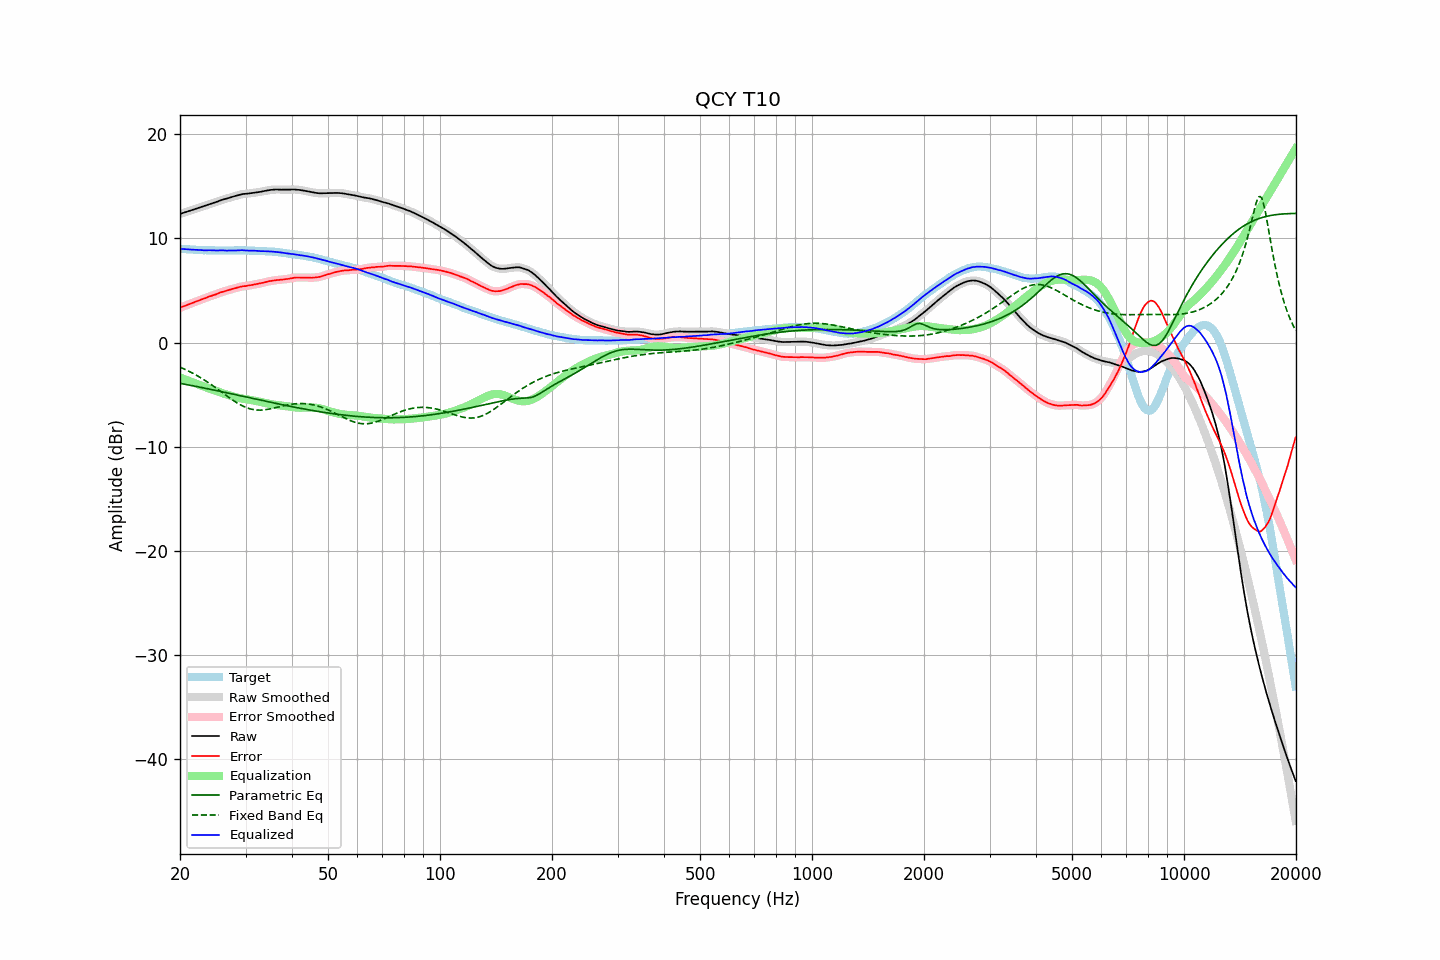 QCY T10
Amplitude (dBr)
20
10
0
−10
−20
−30
−40
Target
Raw Smoothed
Error Smoothed
Raw
Error
Equalization
Parametric Eq
Fixed Band Eq
Equalized
20 50 100 200 500 1000 2000 5000 10000 20000
Frequency (Hz)